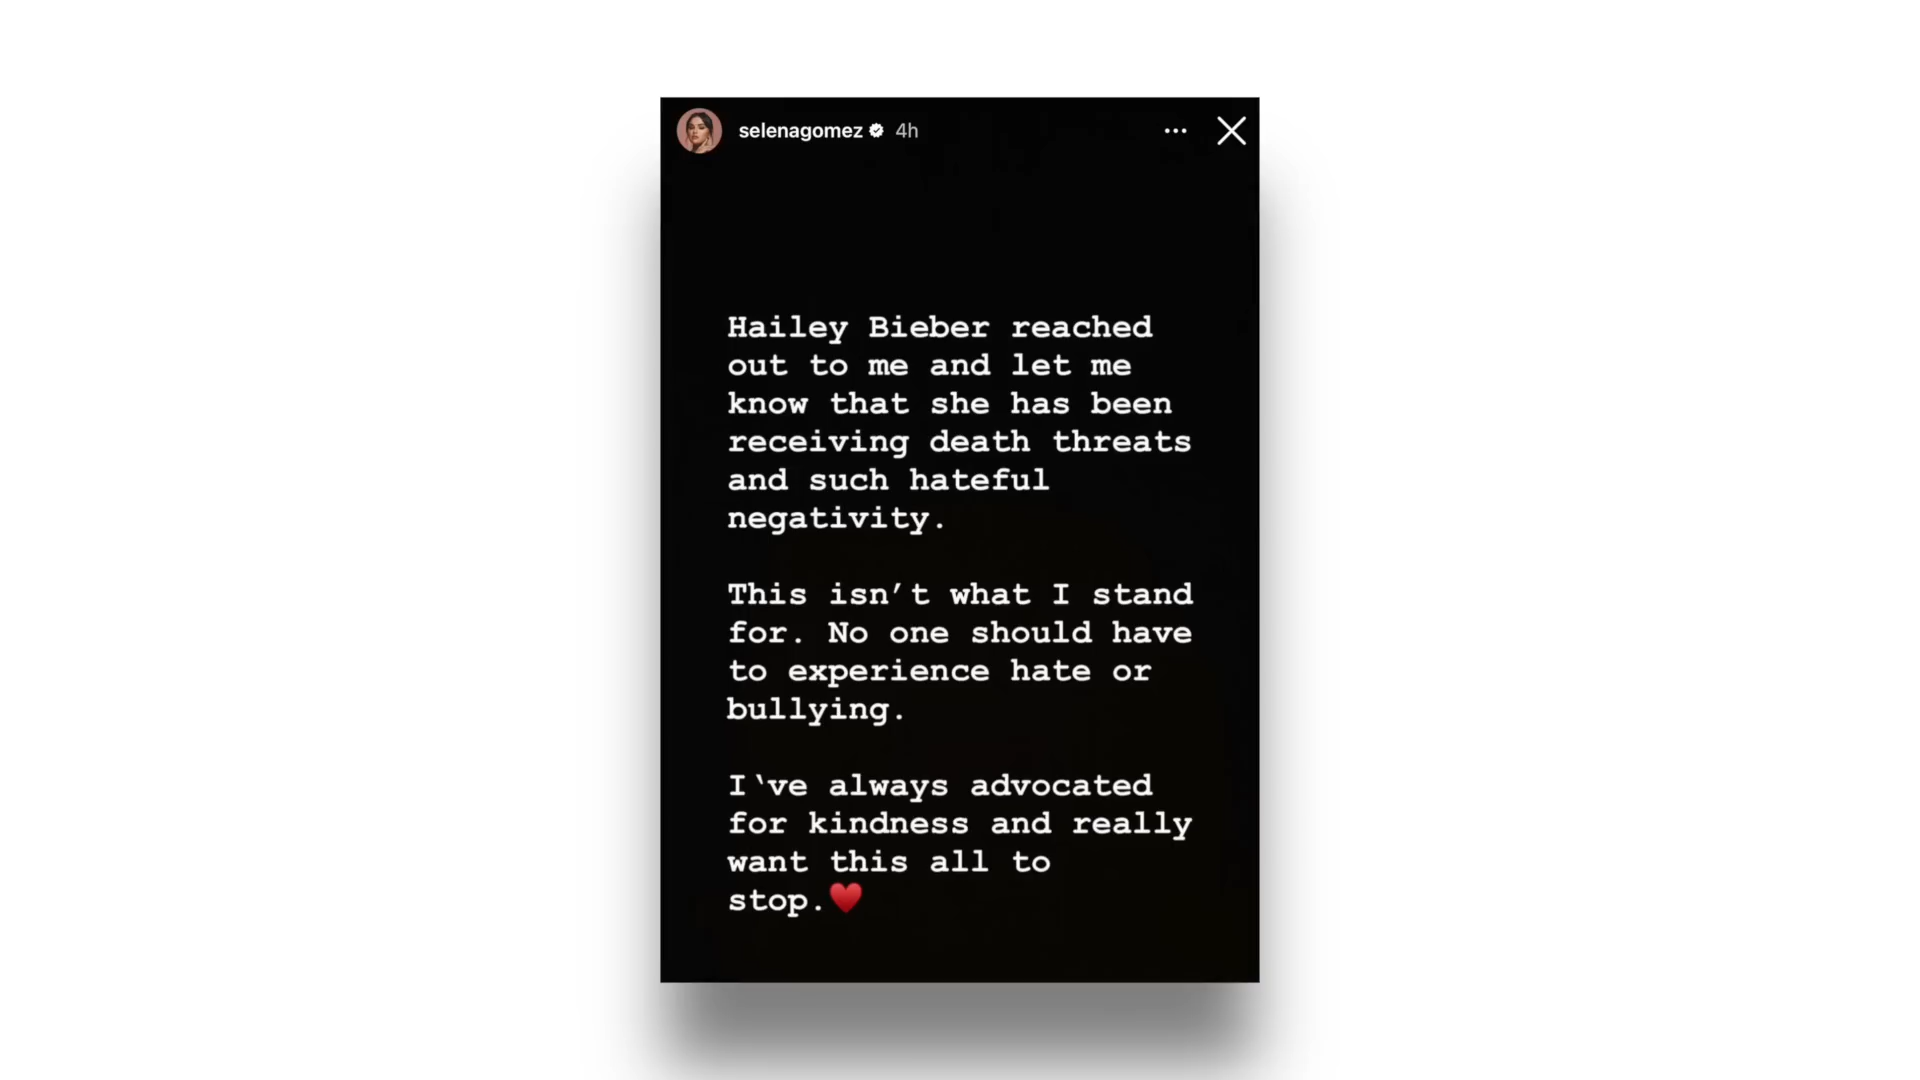 selenagomez 4h
Hailey Bieber reached
out to me and let me
know that she has been
receiving death threats
and such hateful
negativity.
This isn’t what I stand
for. No one should have
to experience hate or
bullying.
I‘ve always advocated
for kindness and really
want this all to
stop.♥️